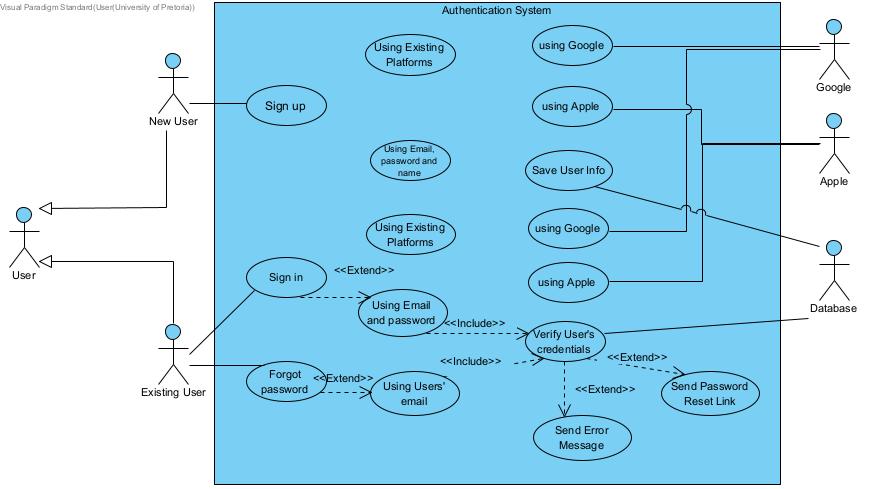 Visual Paradigm Standard(User(University of Pretoria))
Authentication System
Using Existing
Platforms
using Google
Google
Sign up
New User
using Apple
Apple
Using Email,
password and
name
Save User Info
Using Existing
Platforms
using Google
User
Sign in
<<Extend>>
using Apple
Database
Using Email
and password
<<Include>>
Verify User's
credentials
<<Include>>
<<Extend>>
Existing User
Forgot
password
<<Extend>>
Using Users'
email
<<Extend>>
Send Password
Reset Link
Send Error
Message